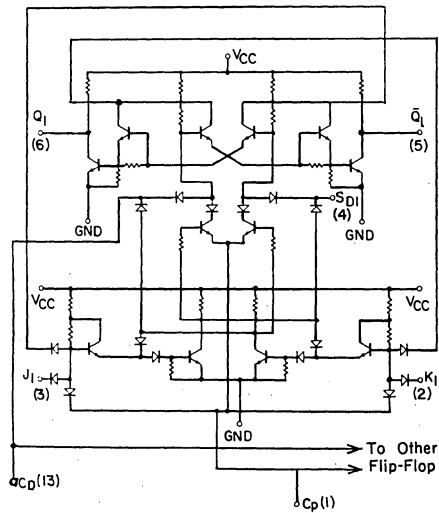 VCC
Q1
(6)
Q̄1
(5)
SD1
(4)
GND
GND
VCC
VCC
J1
(3)
K1
(2)
GND
To Other
Flip-Flop
CD(13)
Cp(1)